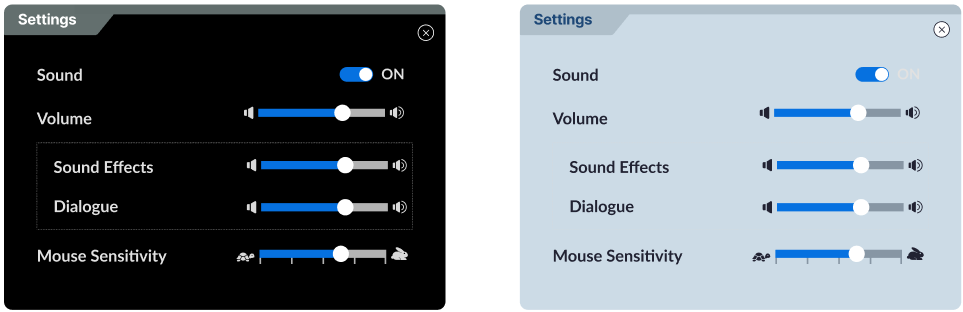 Settings
Sound
ON
Volume
Sound Effects
Dialogue
Mouse Sensitivity
Settings
Sound
ON
Volume
Sound Effects
Dialogue
Mouse Sensitivity